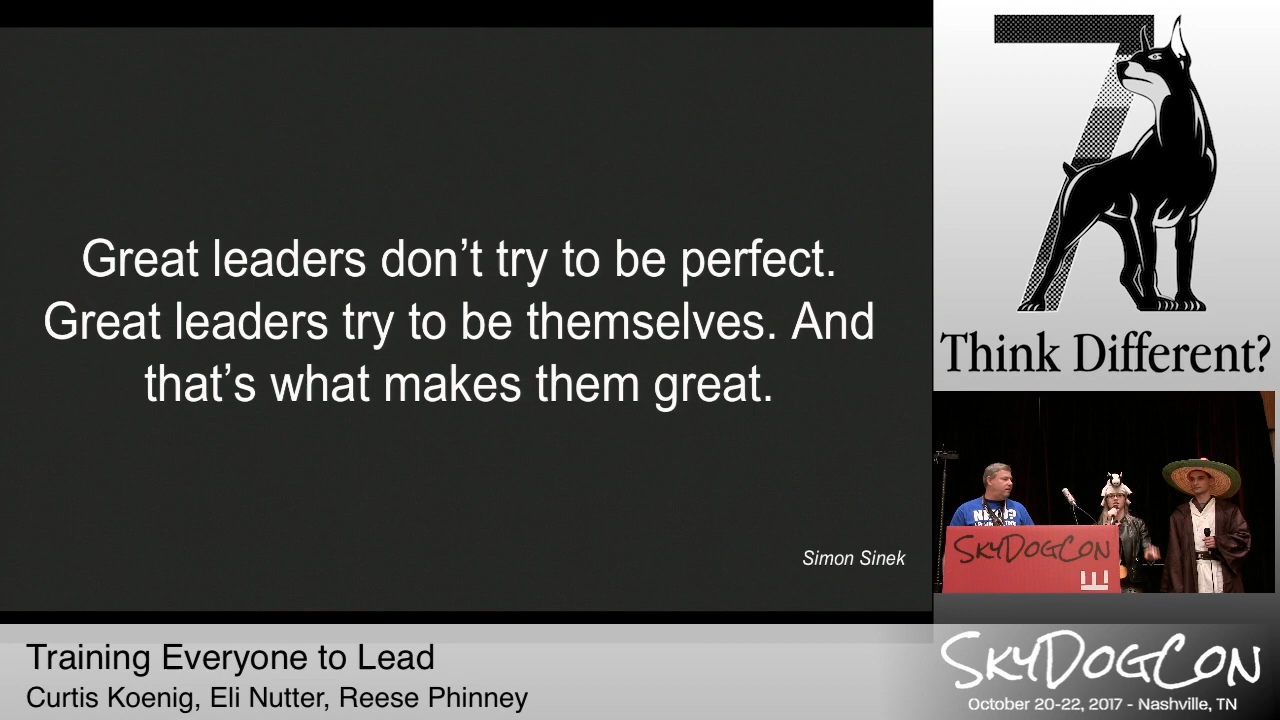 Great leaders don’t try to be perfect.
Great leaders try to be themselves. And
that’s what makes them great.
Simon Sinek
7
Think Different?
SKYDOGCON
Training Everyone to Lead
Curtis Koenig, Eli Nutter, Reese Phinney
SKYDOGCON
October 20-22, 2017 - Nashville, TN